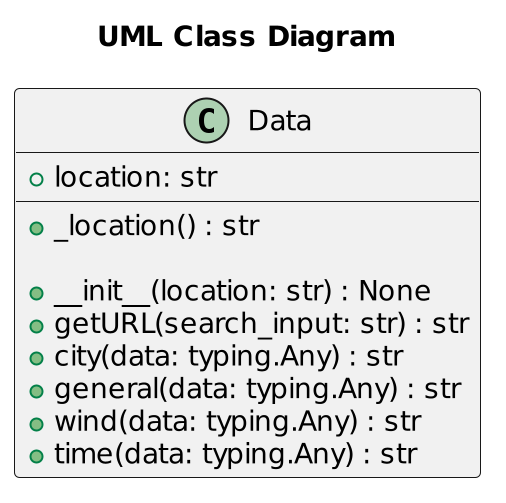 UML Class Diagram
C Data
location: str
_location() : str
__init__(location: str) : None
getURL(search_input: str) : str
city(data: typing.Any) : str
general(data: typing.Any) : str
wind(data: typing.Any) : str
time(data: typing.Any) : str